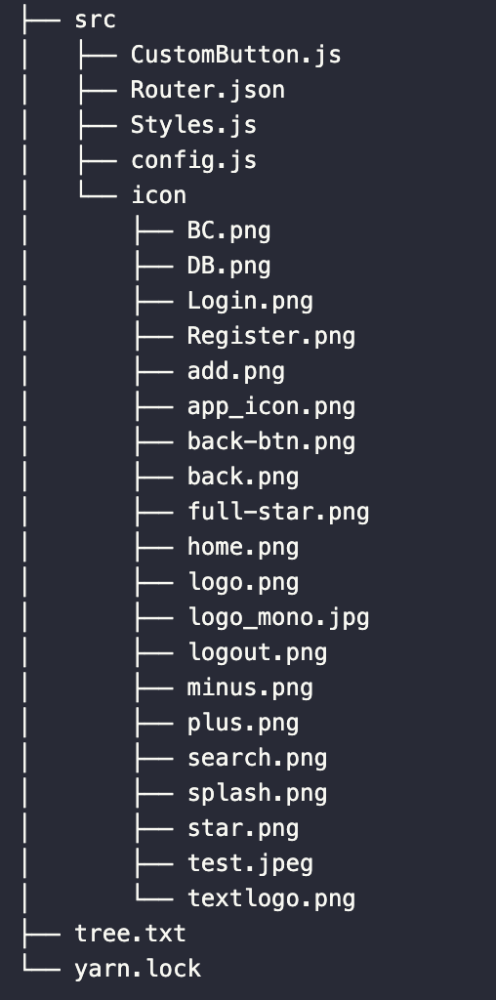 ├── src
│   ├── CustomButton.js
│   ├── Router.json
│   ├── Styles.js
│   ├── config.js
│   └── icon
│       ├── BC.png
│       ├── DB.png
│       ├── Login.png
│       ├── Register.png
│       ├── add.png
│       ├── app_icon.png
│       ├── back-btn.png
│       ├── back.png
│       ├── full-star.png
│       ├── home.png
│       ├── logo.png
│       ├── logo_mono.jpg
│       ├── logout.png
│       ├── minus.png
│       ├── plus.png
│       ├── search.png
│       ├── splash.png
│       ├── star.png
│       ├── test.jpeg
│       └── textlogo.png
├── tree.txt
└── yarn.lock